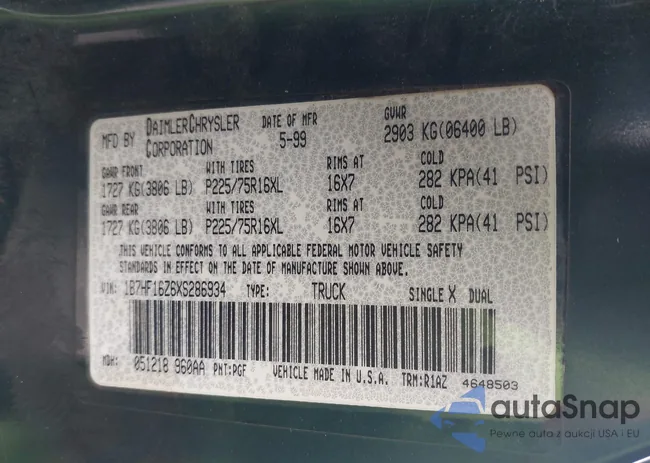 MFD BY DAIMLERCHRYSLER CORPORATION DATE OF MFR 5-99 GVWR 2903 KG(06400 LB)
GAWR FRONT WITH TIRES RIMS AT COLD
1727 KG(3806 LB) P225/75R16XL 16X7 282 KPA(41 PSI)
GAWR REAR WITH TIRES RIMS AT COLD
1727 KG(3806 LB) P225/75R16XL 16X7 282 KPA(41 PSI)
THIS VEHICLE CONFORMS TO ALL APPLICABLE FEDERAL MOTOR VEHICLE SAFETY
STANDARDS IN EFFECT ON THE DATE OF MANUFACTURE SHOWN ABOVE.
VIN: 1B7HF16Z6XS286934 TYPE: TRUCK SINGLE X DUAL
MDH: 051218 960AA PNT:PGF VEHICLE MADE IN U.S.A. TRM:R1AZ 4648503
autaSnap
Pewne auta z aukcji USA i EU